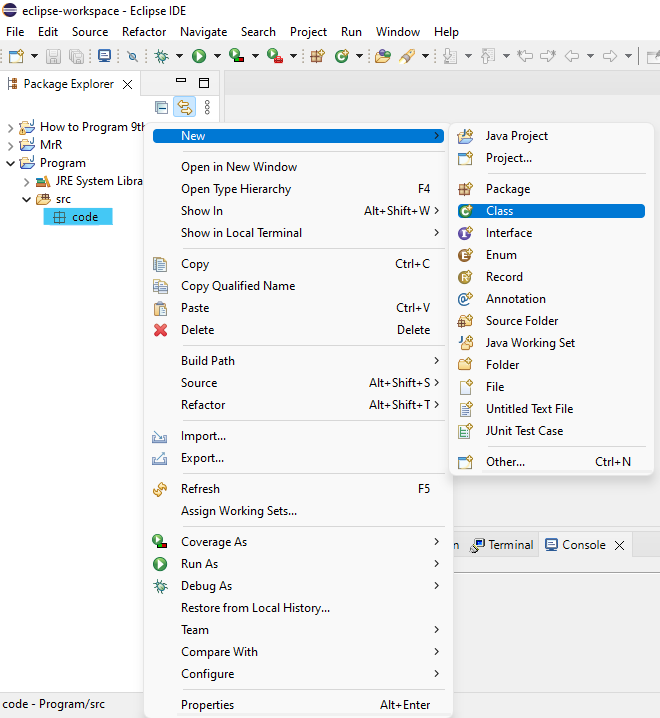 eclipse-workspace - Eclipse IDE
File Edit Source Refactor Navigate Search Project Run Window Help
Package Explorer
How to Program 9th
MrR
Program
JRE System Libra
src
code
New
Open in New Window
Open Type Hierarchy F4
Show In Alt+Shift+W
Show in Local Terminal
Copy Ctrl+C
Copy Qualified Name
Paste Ctrl+V
Delete Delete
Build Path
Source Alt+Shift+S
Refactor Alt+Shift+T
Import...
Export...
Refresh F5
Assign Working Sets...
Coverage As
Run As
Debug As
Restore from Local History...
Team
Compare With
Configure
Properties Alt+Enter
Java Project
Project...
Package
Class
Interface
Enum
Record
Annotation
Source Folder
Java Working Set
Folder
File
Untitled Text File
JUnit Test Case
Other... Ctrl+N
n Terminal Console
code - Program/src